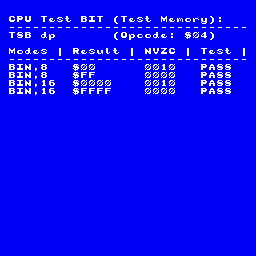 CPU Test BIT (Test Memory):
TSB dp (Opcode: $04)
Modes | Result | NVZC | Test |
BIN,8 $00 0010 PASS
BIN,8 $FF 0000 PASS
BIN,16 $0000 0010 PASS
BIN,16 $FFFF 0000 PASS